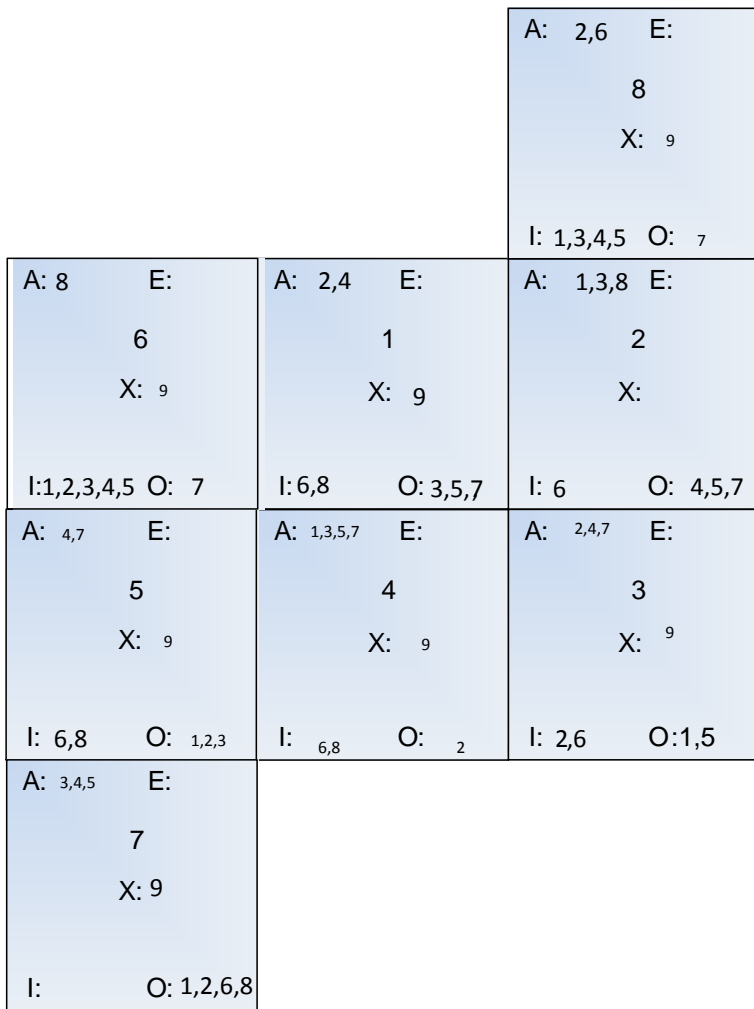 A: 2,6 E:
8
X: 9
I: 1,3,4,5 O: 7
A: 8 E:
6
X: 9
I:1,2,3,4,5 O: 7
A: 2,4 E:
1
X: 9
I: 6,8 O: 3,5,7
A: 1,3,8 E:
2
X:
I: 6 O: 4,5,7
A: 4,7 E:
5
X: 9
I: 6,8 O: 1,2,3
A: 1,3,5,7 E:
4
X: 9
I: 6,8 O: 2
A: 2,4,7 E:
3
X: 9
I: 2,6 O:1,5
A: 3,4,5 E:
7
X: 9
I: O: 1,2,6,8